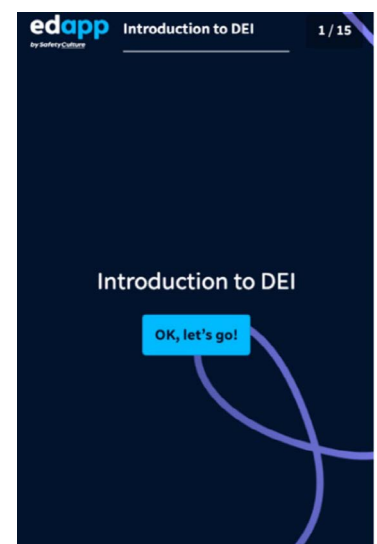 edapp
by SafetyCulture
Introduction to DEI
1 / 15
Introduction to DEI
OK, let's go!